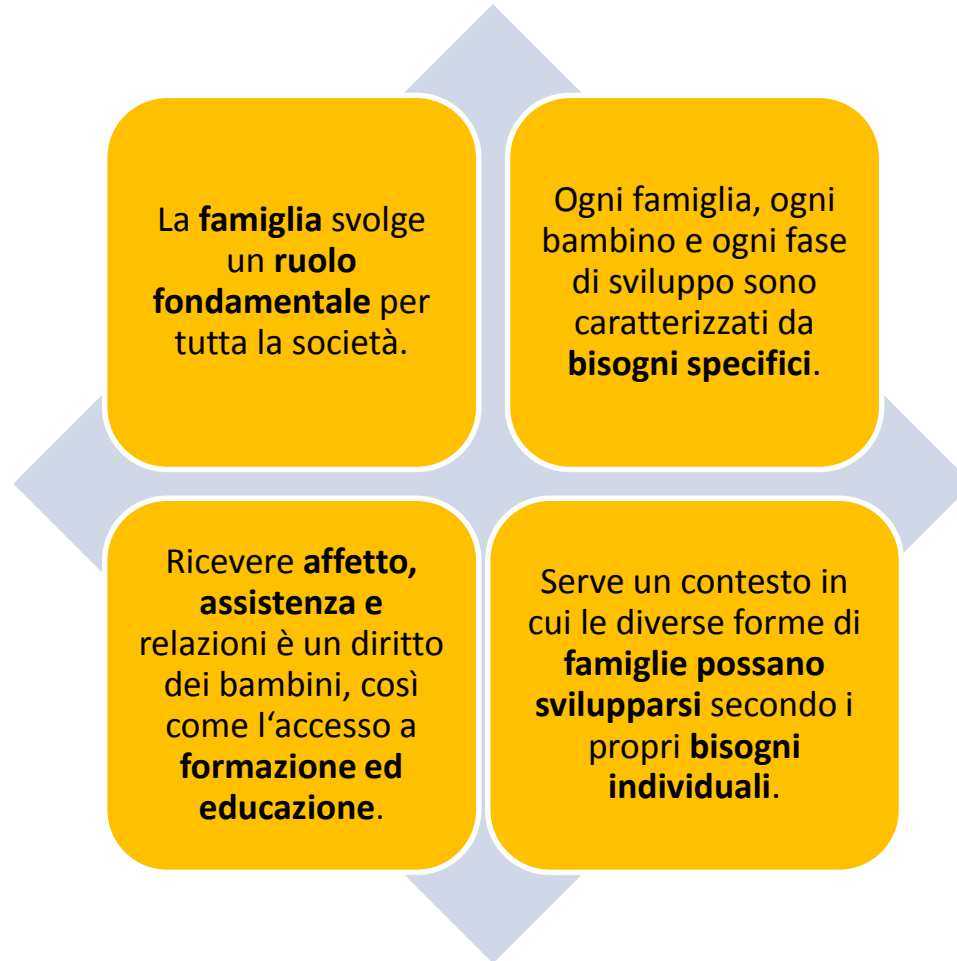 La famiglia svolge
un ruolo
fondamentale per
tutta la società.
Ogni famiglia, ogni
bambino e ogni fase
di sviluppo sono
caratterizzati da
bisogni specifici.
Ricevere affetto,
assistenza e
relazioni è un diritto
dei bambini, così
come l‘accesso a
formazione ed
educazione.
Serve un contesto in
cui le diverse forme di
famiglie possano
svilupparsi secondo i
propri bisogni
individuali.